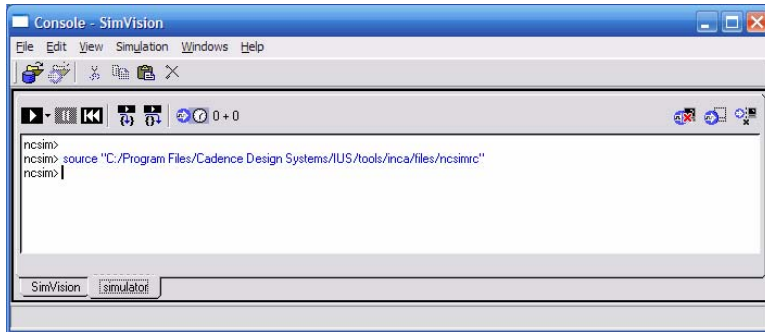 Console - SimVision
File Edit View Simulation Windows Help
0 + 0
ncsim>
ncsim> source "C:/Program Files/Cadence Design Systems/IUS/tools/inca/files/ncsimrc"
ncsim>
SimVision simulator